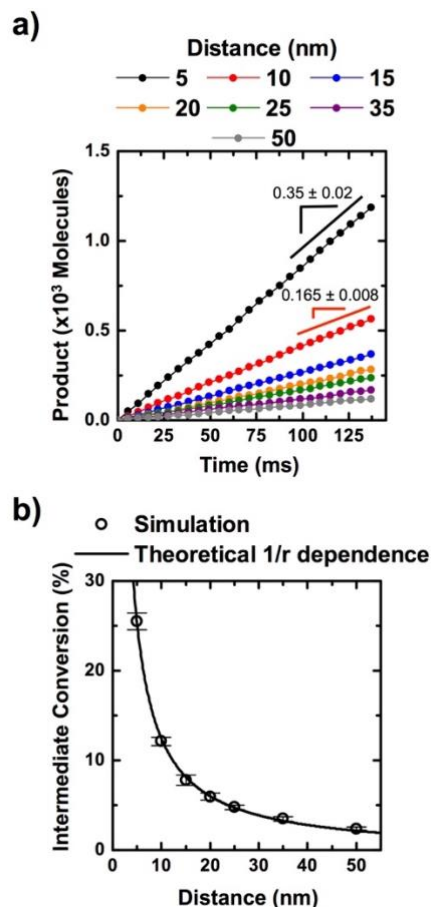 a)
Distance (nm)
5 10 15
20 25 35
50
1.5
1.0
0.5
0.0
0.35 ± 0.02
0.165 ± 0.008
Product (x10³ Molecules)
0 25 50 75 100 125
Time (ms)
b)
Simulation
Theoretical 1/r dependence
30
20
10
0
Intermediate Conversion (%)
0 10 20 30 40 50
Distance (nm)